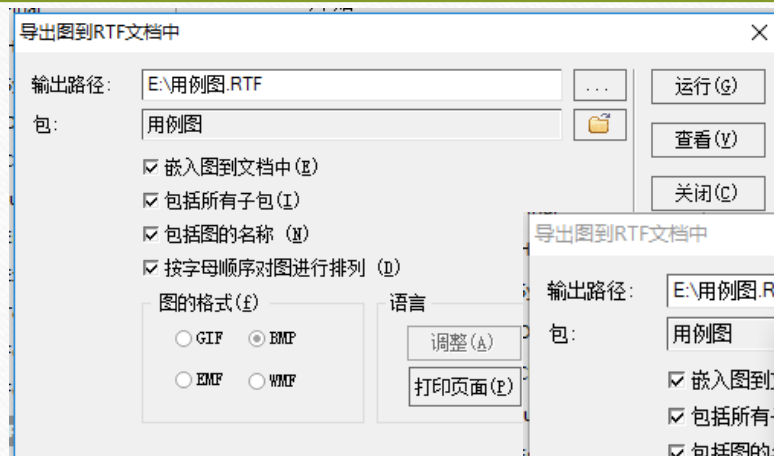 导出图到RTF文档中
输出路径: E:\用例图.RTF ... 运行(G)
包: 用例图
查看(V)
嵌入图到文档中(E)
包括所有子包(I) 关闭(C)
包括图的名称 (N)
按字母顺序对图进行排列 (D)
图的格式(f) 语言
GIF BMP 调整(A)
EMF WMF 打印页面(P)
导出图到RTF文档中
输出路径: E:\用例图.R
包: 用例图
嵌入图到
包括所有
包括图的